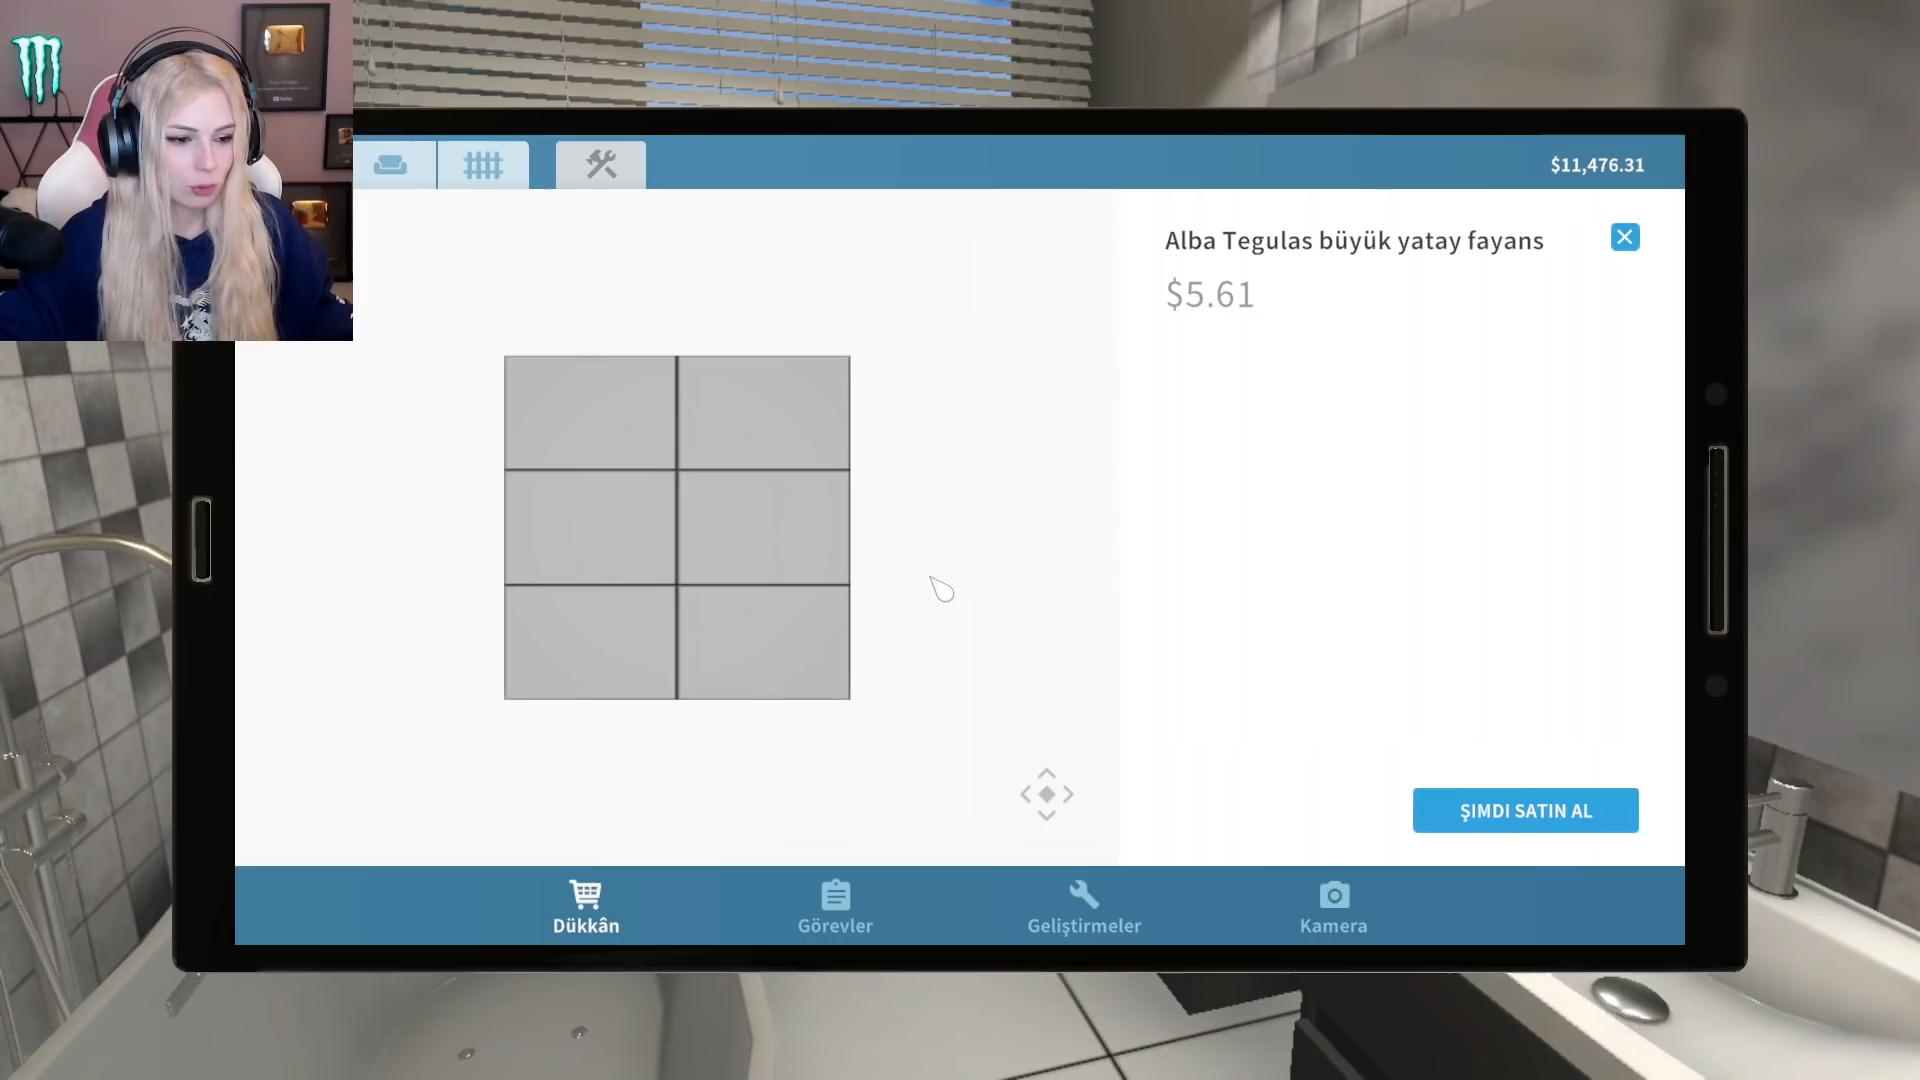 $11,476.31
Alba Tegulas büyük yatay fayans
$5.61
ŞIMDI SATIN AL
Dükkân
Görevler
Geliştirmeler
Kamera